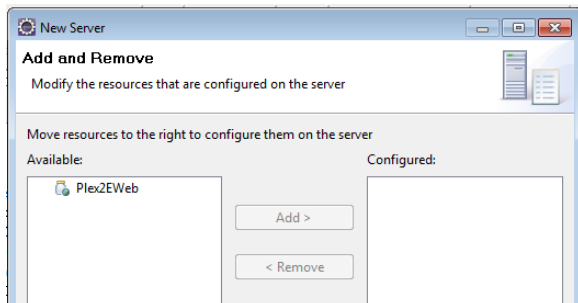 New Server
Add and Remove
Modify the resources that are configured on the server
Move resources to the right to configure them on the server
Available:
Configured:
Plex2EWeb
Add >
< Remove